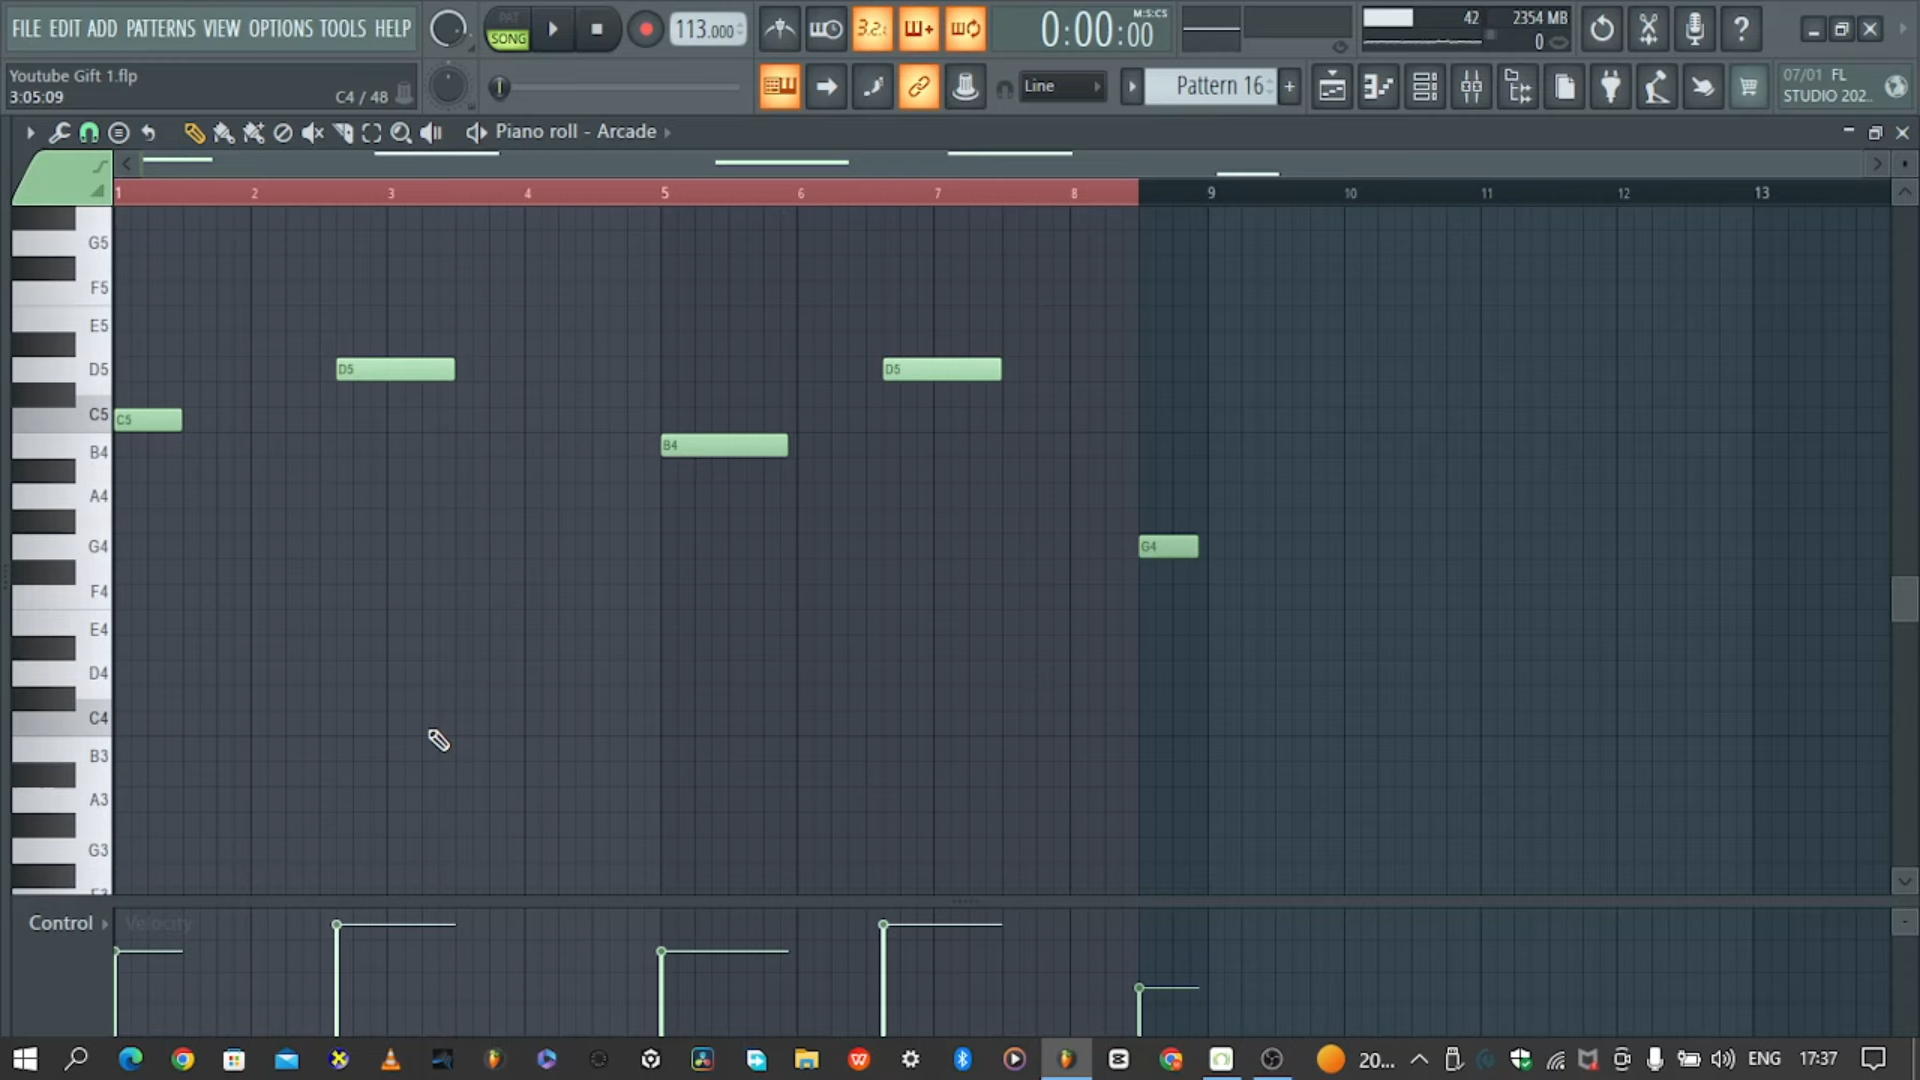 FILE EDIT ADD PATTERNS VIEW OPTIONS TOOLS HELP
PAT
SONG
113.000
3.2.
0:00:00
M:S:CS
42
2354 MB
0
Youtube Gift 1.flp
3:05:09
C4 / 48
Line
Pattern 16
07/01 FL
STUDIO 202..
Piano roll - Arcade
1 2 3 4 5 6 7 8 9 10 11 12 13
G5
F5
E5
D5
D5
D5
C5
C5
B4
B4
A4
G4
G4
F4
E4
D4
C4
B3
A3
G3
Control
Velocity
20...
ENG
17:37